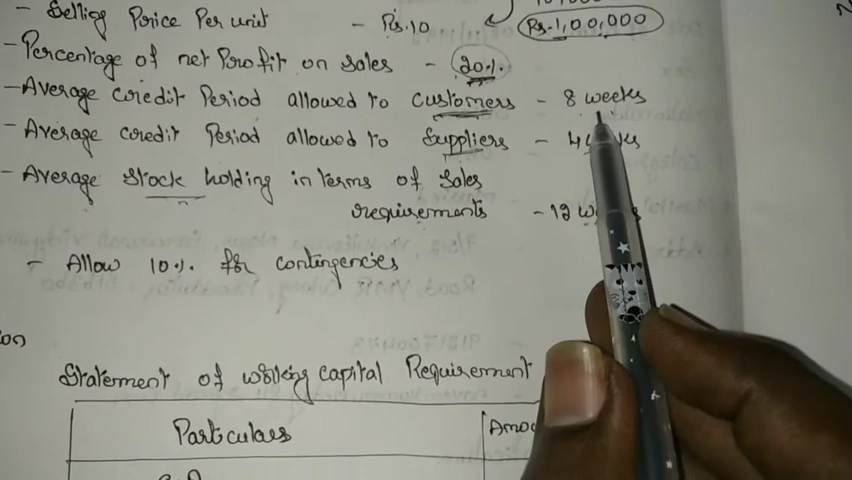 - Selling Price Per unit - Rs.10 Rs.1,00,000
- Percentage of net Profit on sales - 20%.
- Average credit Period allowed to customers - 8 weeks
- Average credit Period allowed to Suppliers - 4
- Average stock holding in terms of sales
requirements - 12
- Allow 10%. for contingencies
Statement of working capital Requirement
Particulars